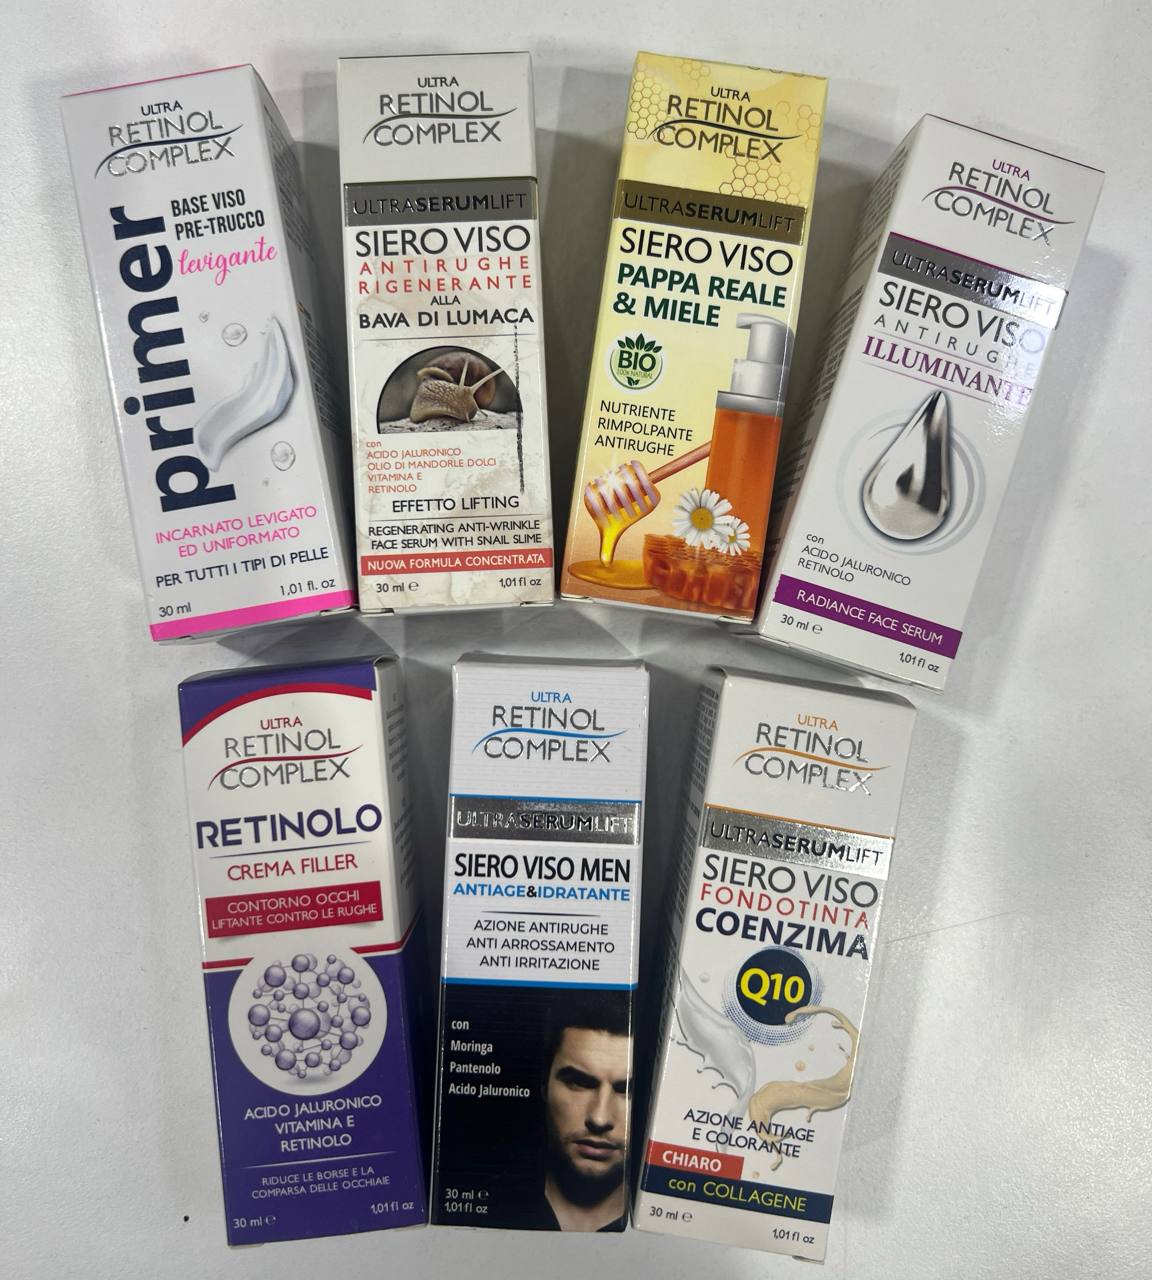 ULTRA
RETINOL
COMPLEX
BASE VISO
PRE-TRUCCO
levigante
primer
INCARNATO LEVIGATO
ED UNIFORMATO
PER TUTTI I TIPI DI PELLE
30 ml
1,01 fl. oz
ULTRA
RETINOL
COMPLEX
ULTRASERUMLIFT
SIERO VISO
ANTIRUGHE
RIGENERANTE
ALLA
BAVA DI LUMACA
con
ACIDO JALURONICO
OLIO DI MANDORLE DOLCI
VITAMINA E
RETINOLO
EFFETTO LIFTING
REGENERATING ANTI-WRINKLE
FACE SERUM WITH SNAIL SLIME
NUOVA FORMULA CONCENTRATA
30 ml ℮
1,01 fl oz
ULTRA
RETINOL
COMPLEX
ULTRASERUMLIFT
SIERO VISO
PAPPA REALE
& MIELE
BIO
100% NATURAL
NUTRIENTE
RIMPOLPANTE
ANTIRUGHE
ULTRA
RETINOL
COMPLEX
ULTRASERUMLIFT
SIERO VISO
ANTIRUGHE
ILLUMINANTE
con
ACIDO JALURONICO
RETINOLO
RADIANCE FACE SERUM
30 ml ℮
1,01 fl oz
ULTRA
RETINOL
COMPLEX
RETINOLO
CREMA FILLER
CONTORNO OCCHI
LIFTANTE CONTRO LE RUGHE
ACIDO JALURONICO
VITAMINA E
RETINOLO
RIDUCE LE BORSE E LA
COMPARSA DELLE OCCHIAIE
30 ml ℮
1,01 fl oz
ULTRA
RETINOL
COMPLEX
ULTRASERUMLIFT
SIERO VISO MEN
ANTIAGE&IDRATANTE
AZIONE ANTIRUGHE
ANTI ARROSSAMENTO
ANTI IRRITAZIONE
con
Moringa
Pantenolo
Acido Jaluronico
30 ml ℮
1,01 fl oz
ULTRA
RETINOL
COMPLEX
ULTRASERUMLIFT
SIERO VISO
FONDOTINTA
COENZIMA
Q10
AZIONE ANTIAGE
E COLORANTE
CHIARO
con COLLAGENE
30 ml ℮
1,01 fl oz